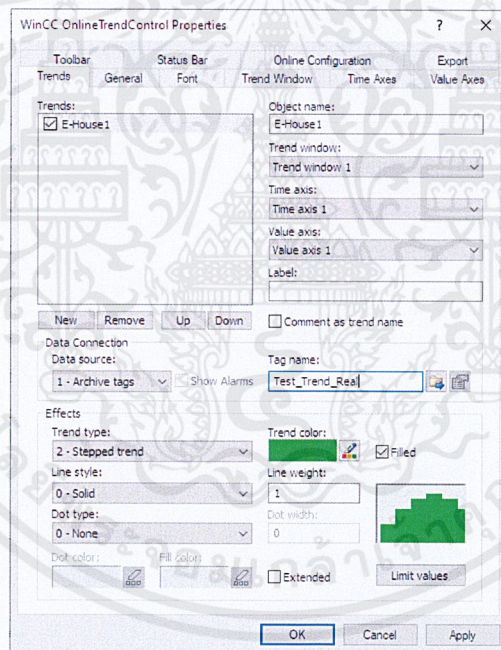 WinCC OnlineTrendControl Properties ? ×
Toolbar Status Bar Online Configuration Export
Trends General Font Trend Window Time Axes Value Axes
Trends:
E-House1
Object name:
E-House1
Trend window:
Trend window 1
Time axis:
Time axis 1
Value axis:
Value axis 1
Label:
New Remove Up Down
Comment as trend name
Data Connection
Data source:
1 - Archive tags
Show Alarms
Tag name:
Test_Trend_Real
Effects
Trend type:
2 - Stepped trend
Trend color:
Filled
Line style:
0 - Solid
Line weight:
1
Dot type:
0 - None
Dot width:
0
Dot color:
Fill color:
Extended
Limit values
OK Cancel Apply